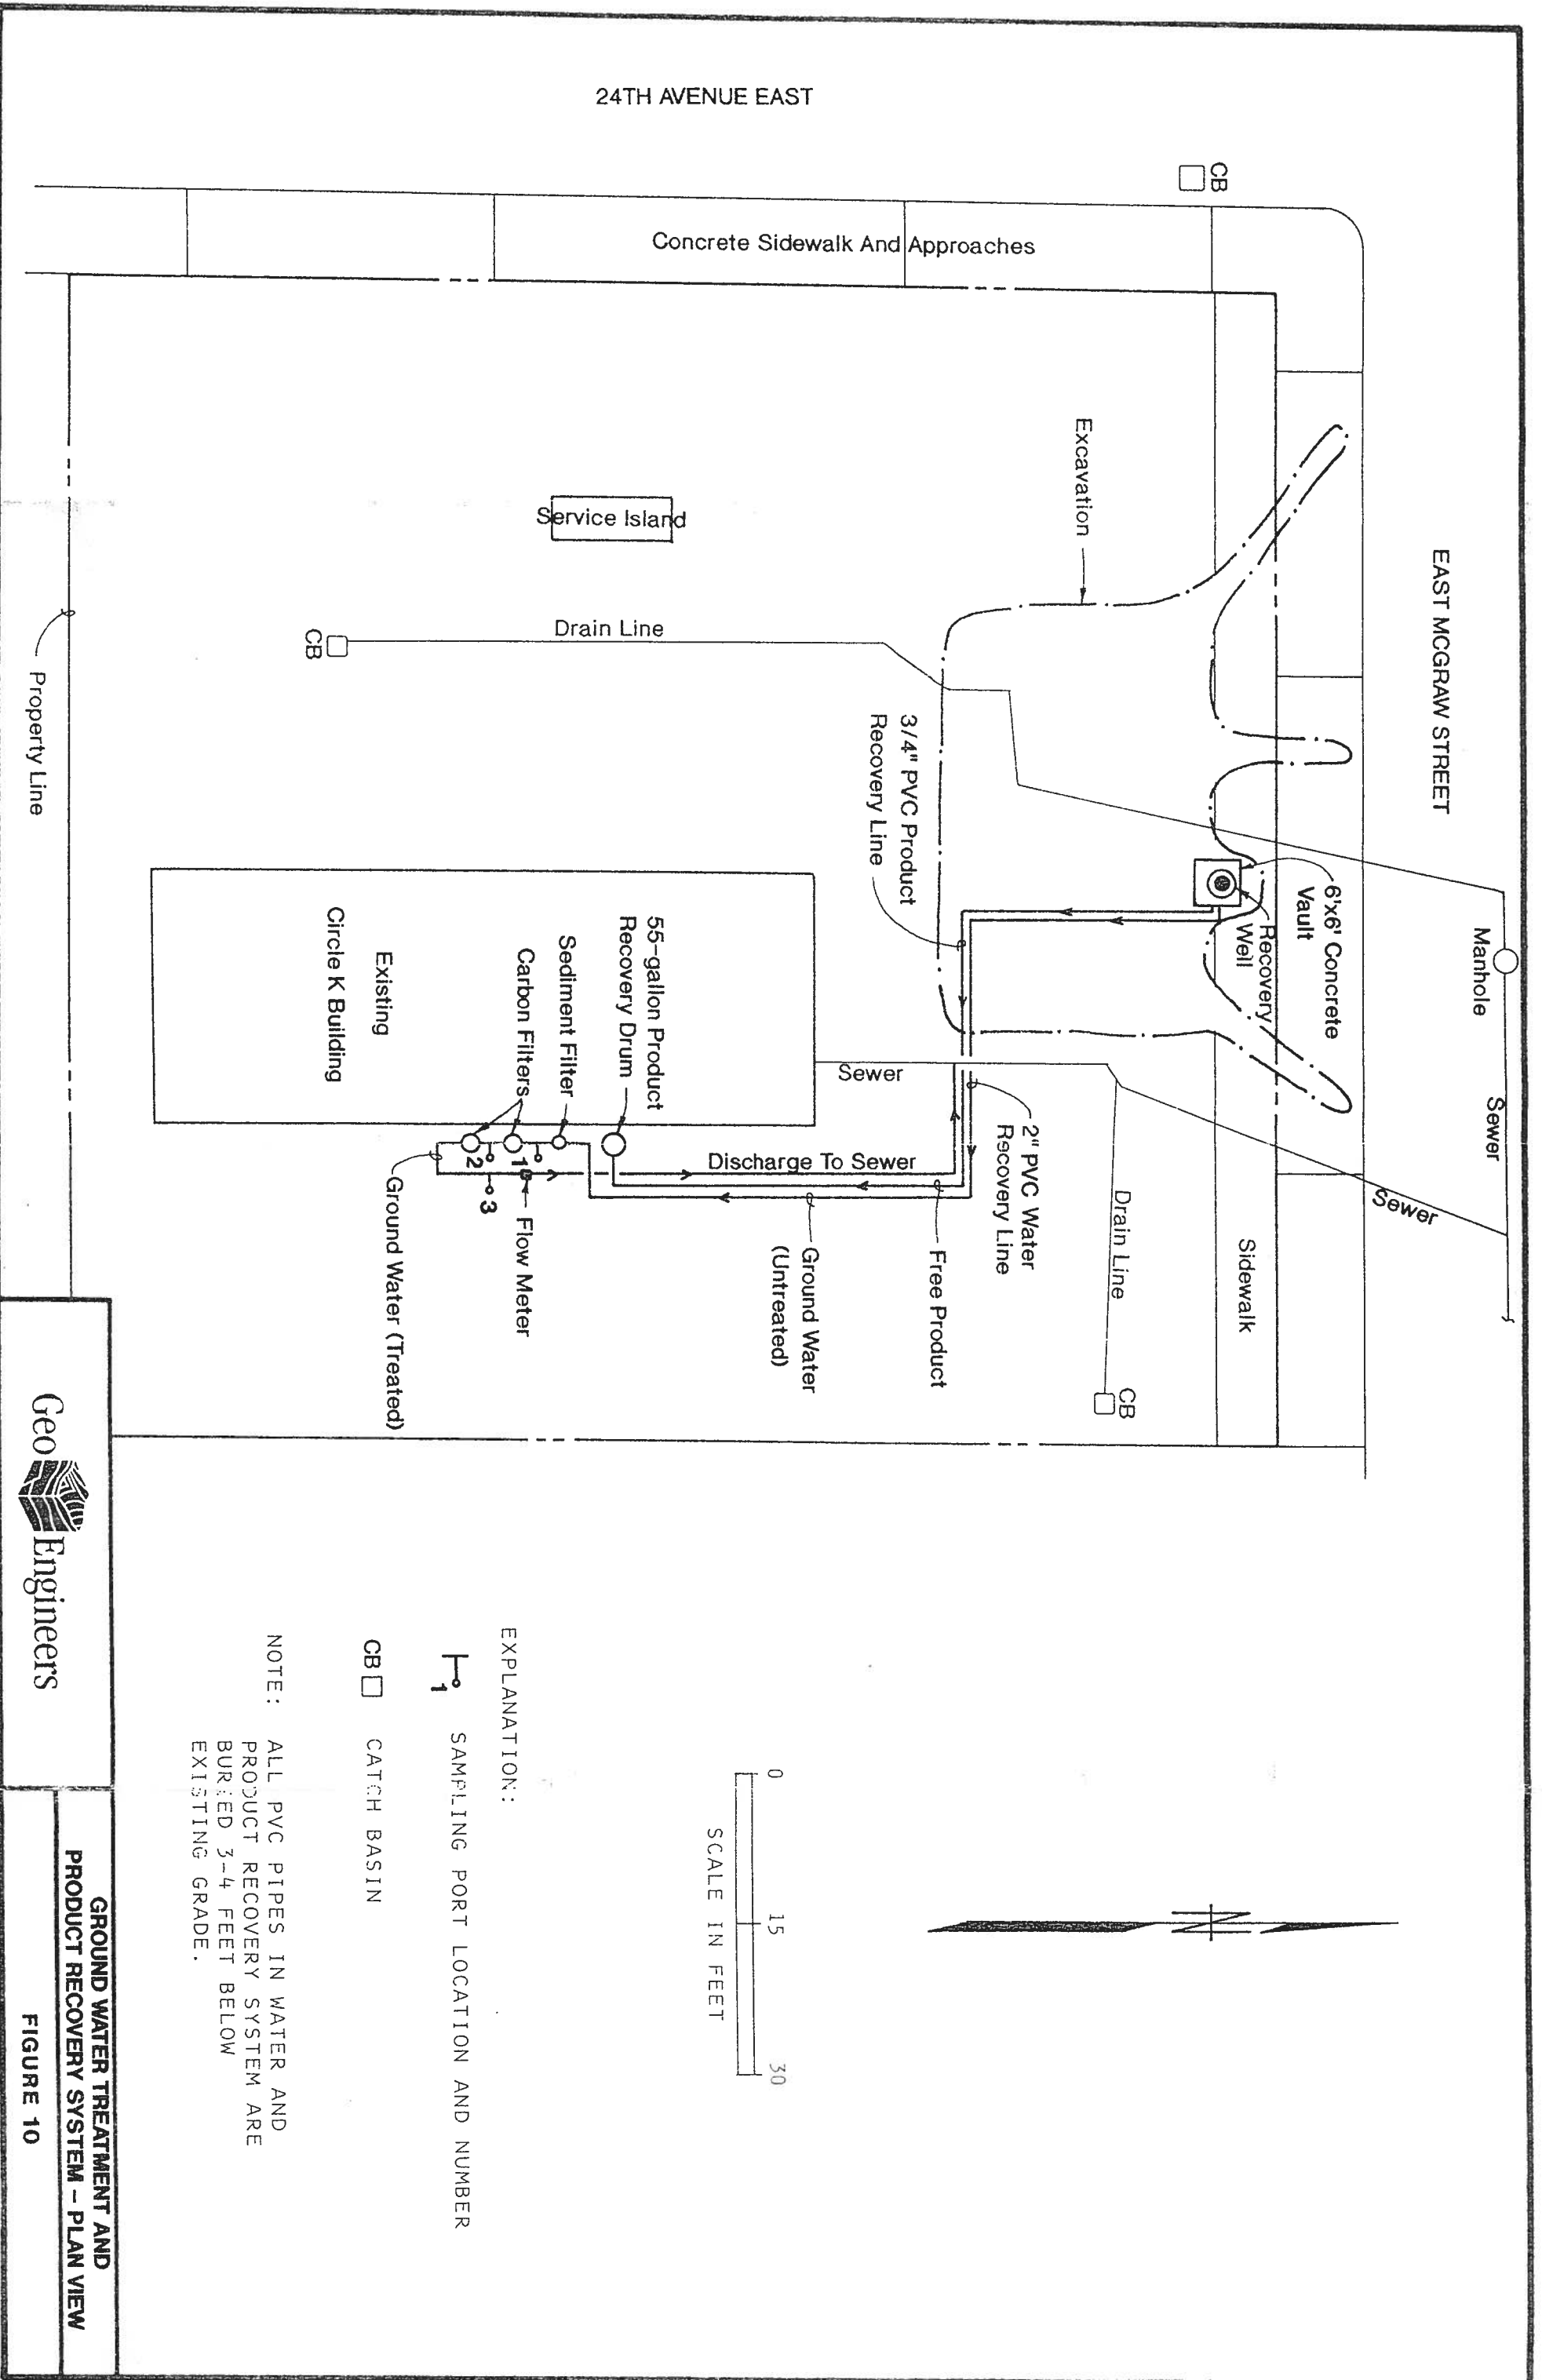 24TH AVENUE EAST
EAST MCGRAW STREET
CB
Concrete Sidewalk And Approaches
Manhole
Sewer
6'x6' Concrete
Vault
Recovery
Well
Excavation
Service Island
Drain Line
CB
3/4" PVC Product
Recovery Line
Property Line
Sewer
Sewer
Sidewalk
2" PVC Water
Recovery Line
Drain Line
CB
55-gallon Product
Recovery Drum
Sediment Filter
Carbon Filters
Existing
Circle K Building
Discharge To Sewer
Free Product
Ground Water
(Untreated)
1
2
3
Flow Meter
Ground Water (Treated)
N
0 15 30
SCALE IN FEET
EXPLANATION:
1 SAMPLING PORT LOCATION AND NUMBER
CB CATCH BASIN
NOTE: ALL PVC PIPES IN WATER AND
PRODUCT RECOVERY SYSTEM ARE
BURIED 3-4 FEET BELOW
EXISTING GRADE.
Geo Engineers
GROUND WATER TREATMENT AND
PRODUCT RECOVERY SYSTEM - PLAN VIEW
FIGURE 10